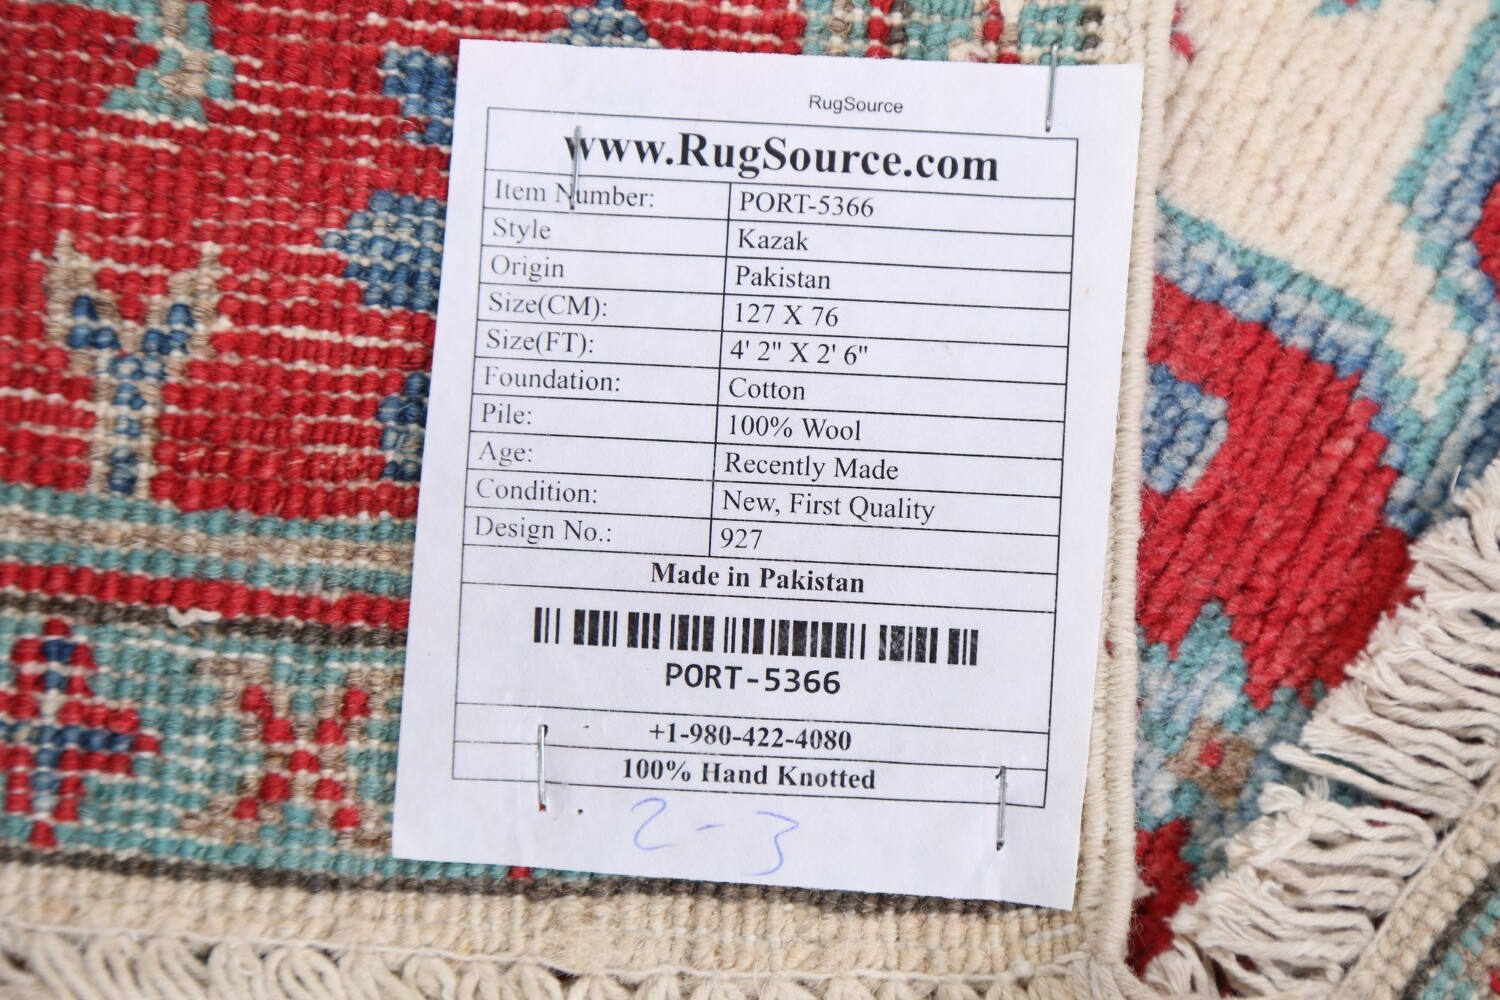 RugSource
www.RugSource.com
Item Number: PORT-5366
Style Kazak
Origin Pakistan
Size(CM): 127 X 76
Size(FT): 4' 2" X 2' 6"
Foundation: Cotton
Pile: 100% Wool
Age: Recently Made
Condition: New, First Quality
Design No.: 927
Made in Pakistan
PORT-5366
+1-980-422-4080
100% Hand Knotted
2-3